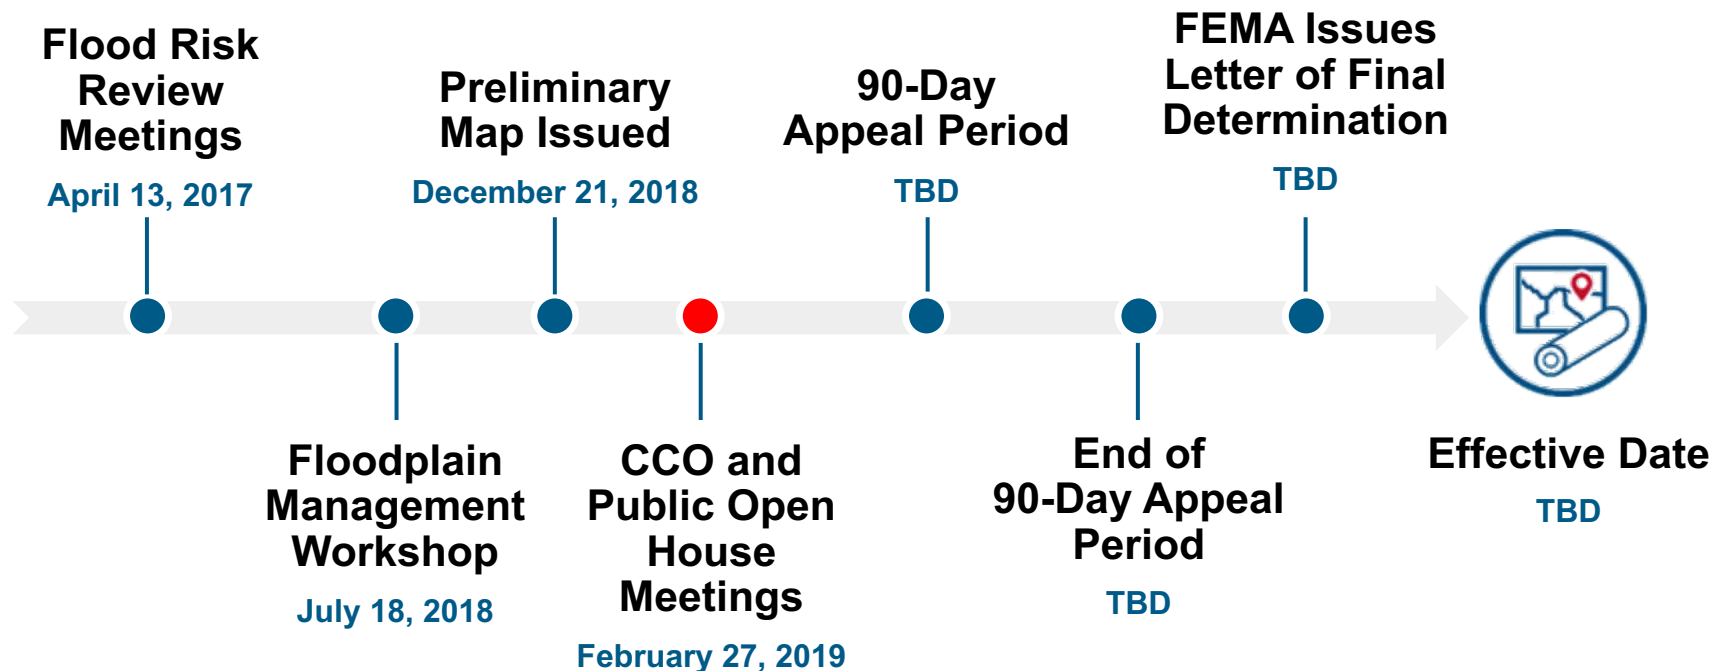 Flood Risk
Review
Meetings
April 13, 2017
Floodplain
Management
Workshop
July 18, 2018
Preliminary
Map Issued
December 21, 2018
CCO and
Public Open
House
Meetings
February 27, 2019
90-Day
Appeal Period
TBD
End of
90-Day Appeal
Period
TBD
FEMA Issues
Letter of Final
Determination
TBD
Effective Date
TBD